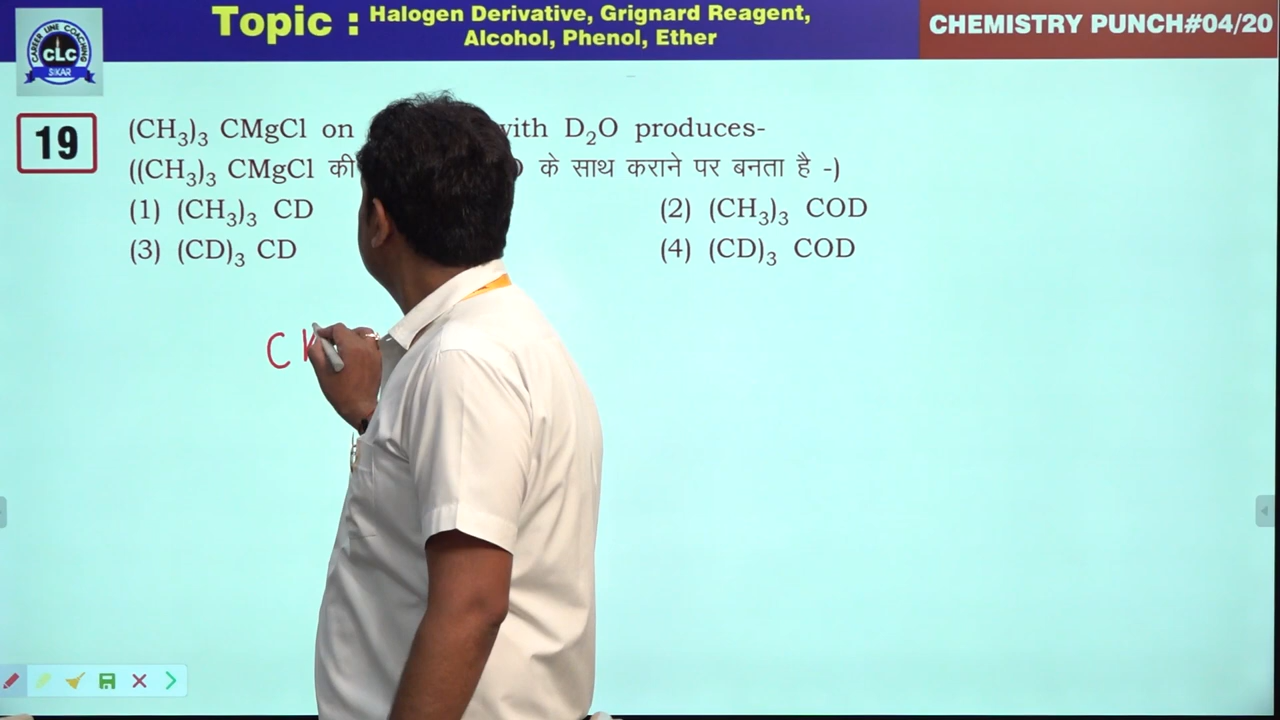 Topic : Halogen Derivative, Grignard Reagent,
Alcohol, Phenol, Ether
CHEMISTRY PUNCH#04/20
CAREER LINE COACHING
CLC
SIKAR
19
(CH₃)₃ CMgCl on with D₂O produces-
((CH₃)₃ CMgCl की के साथ कराने पर बनता है -)
(1) (CH₃)₃ CD
(2) (CH₃)₃ COD
(3) (CD)₃ CD
(4) (CD)₃ COD
C